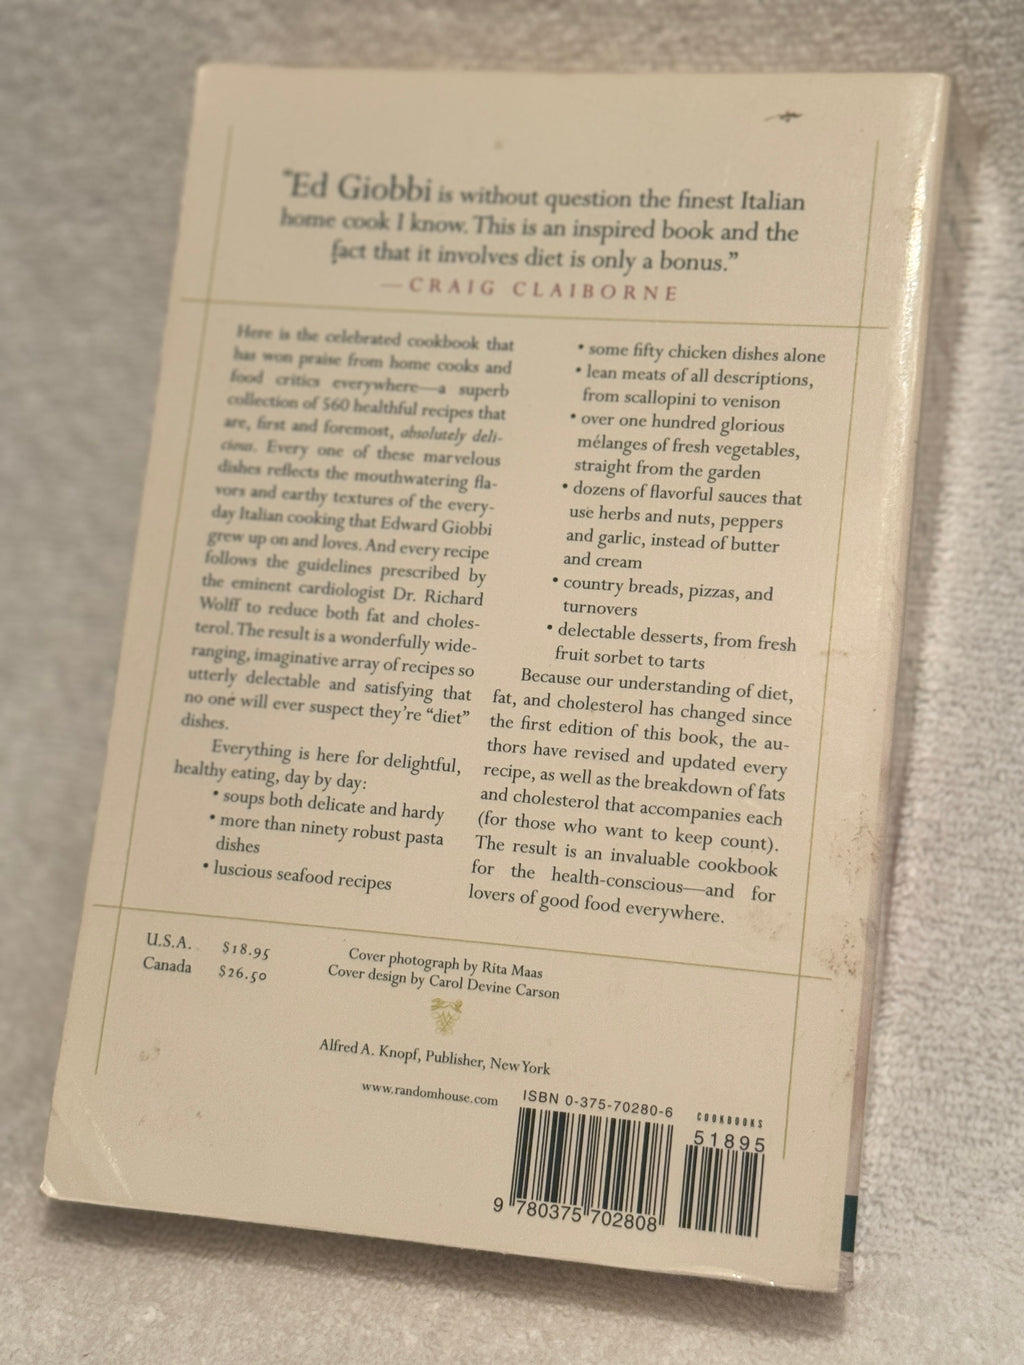 "Ed Giobbi is without question the finest Italian
home cook I know. This is an inspired book and the
fact that it involves diet is only a bonus."
—CRAIG CLAIBORNE
Here is the celebrated cookbook that
has won praise from home cooks and
food critics everywhere—a superb
collection of 560 healthful recipes that
are, first and foremost, absolutely deli-
cious. Every one of these marvelous
dishes reflects the mouthwatering fla-
vors and earthy textures of the every-
day Italian cooking that Edward Giobbi
grew up on and loves. And every recipe
follows the guidelines prescribed by
the eminent cardiologist Dr. Richard
Wolff to reduce both fat and choles-
terol. The result is a wonderfully wide-
ranging, imaginative array of recipes so
utterly delectable and satisfying that
no one will ever suspect they're "diet"
dishes.
Everything is here for delightful,
healthy eating, day by day:
• soups both delicate and hardy
• more than ninety robust pasta
dishes
• luscious seafood recipes
• some fifty chicken dishes alone
• lean meats of all descriptions,
from scallopini to venison
• over one hundred glorious
mélanges of fresh vegetables,
straight from the garden
• dozens of flavorful sauces that
use herbs and nuts, peppers
and garlic, instead of butter
and cream
• country breads, pizzas, and
turnovers
• delectable desserts, from fresh
fruit sorbet to tarts
Because our understanding of diet,
fat, and cholesterol has changed since
the first edition of this book, the au-
thors have revised and updated every
recipe, as well as the breakdown of fats
and cholesterol that accompanies each
(for those who want to keep count).
The result is an invaluable cookbook
for the health-conscious—and for
lovers of good food everywhere.
U.S.A. $18.95
Canada $26.50
Cover photograph by Rita Maas
Cover design by Carol Devine Carson
Alfred A. Knopf, Publisher, New York
www.randomhouse.com
ISBN 0-375-70280-6
COOKBOOKS
51895
9 780375 702808